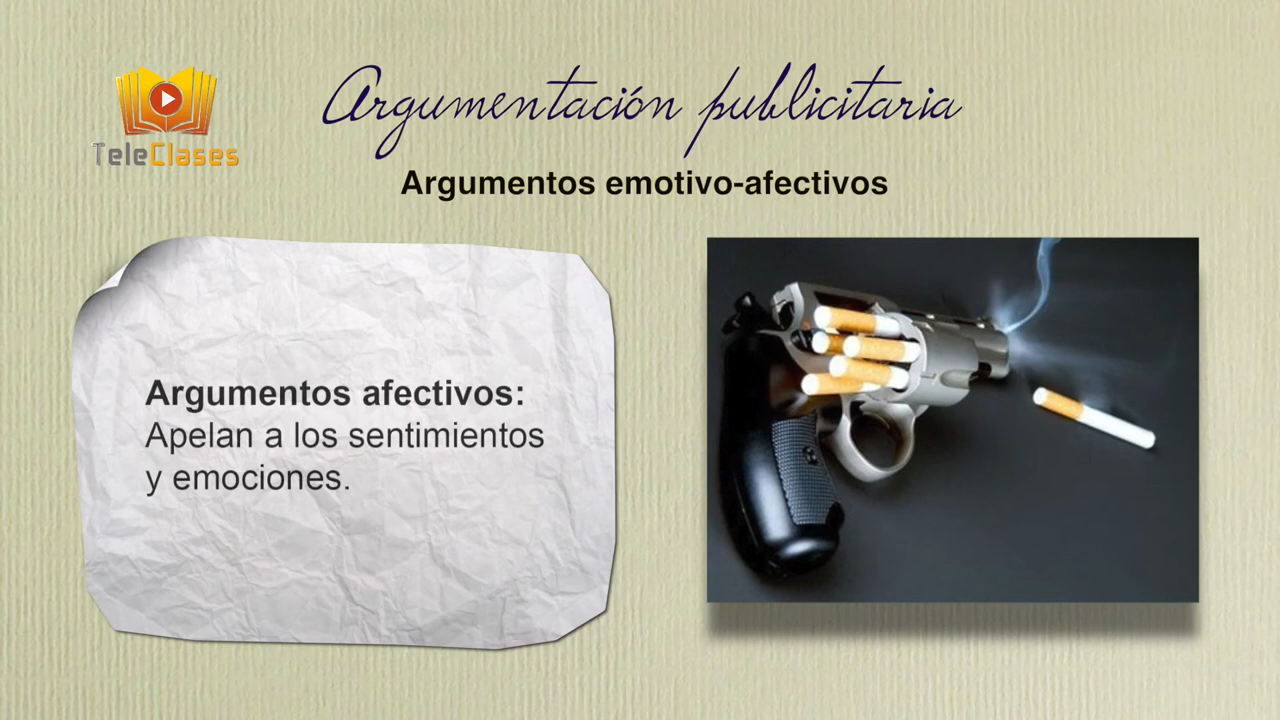 Argumentación publicitaria
TeleClases
Argumentos emotivo-afectivos
Argumentos afectivos:
Apelan a los sentimientos
y emociones.